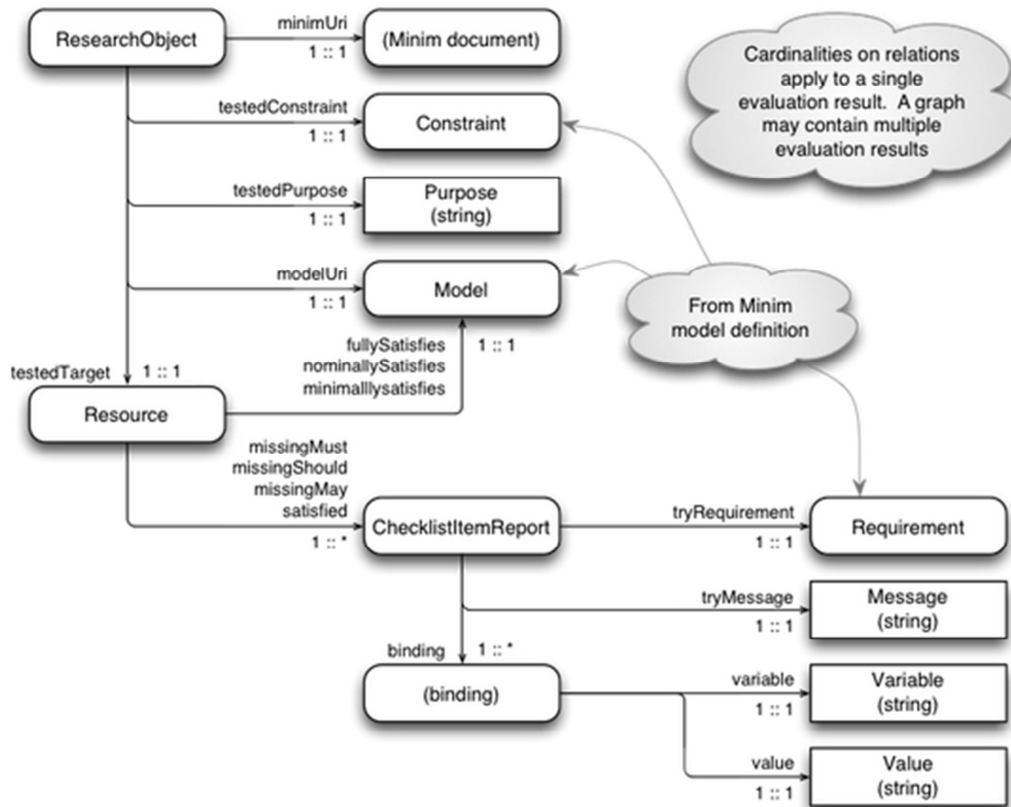 ResearchObject
minimUri
1 :: 1
(Minim document)
Cardinalities on relations
apply to a single
evaluation result.  A graph
may contain multiple
evaluation results
testedConstraint
1 :: 1
Constraint
testedPurpose
1 :: 1
Purpose
(string)
modelUri
1 :: 1
Model
From Minim
model definition
fullySatisfies
nominallySatisfies
minimalllysatisfies
1 :: 1
testedTarget
1 :: 1
Resource
missingMust
missingShould
missingMay
satisfied
1 :: *
ChecklistItemReport
tryRequirement
1 :: 1
Requirement
tryMessage
1 :: 1
Message
(string)
binding
1 :: *
(binding)
variable
1 :: 1
Variable
(string)
value
1 :: 1
Value
(string)